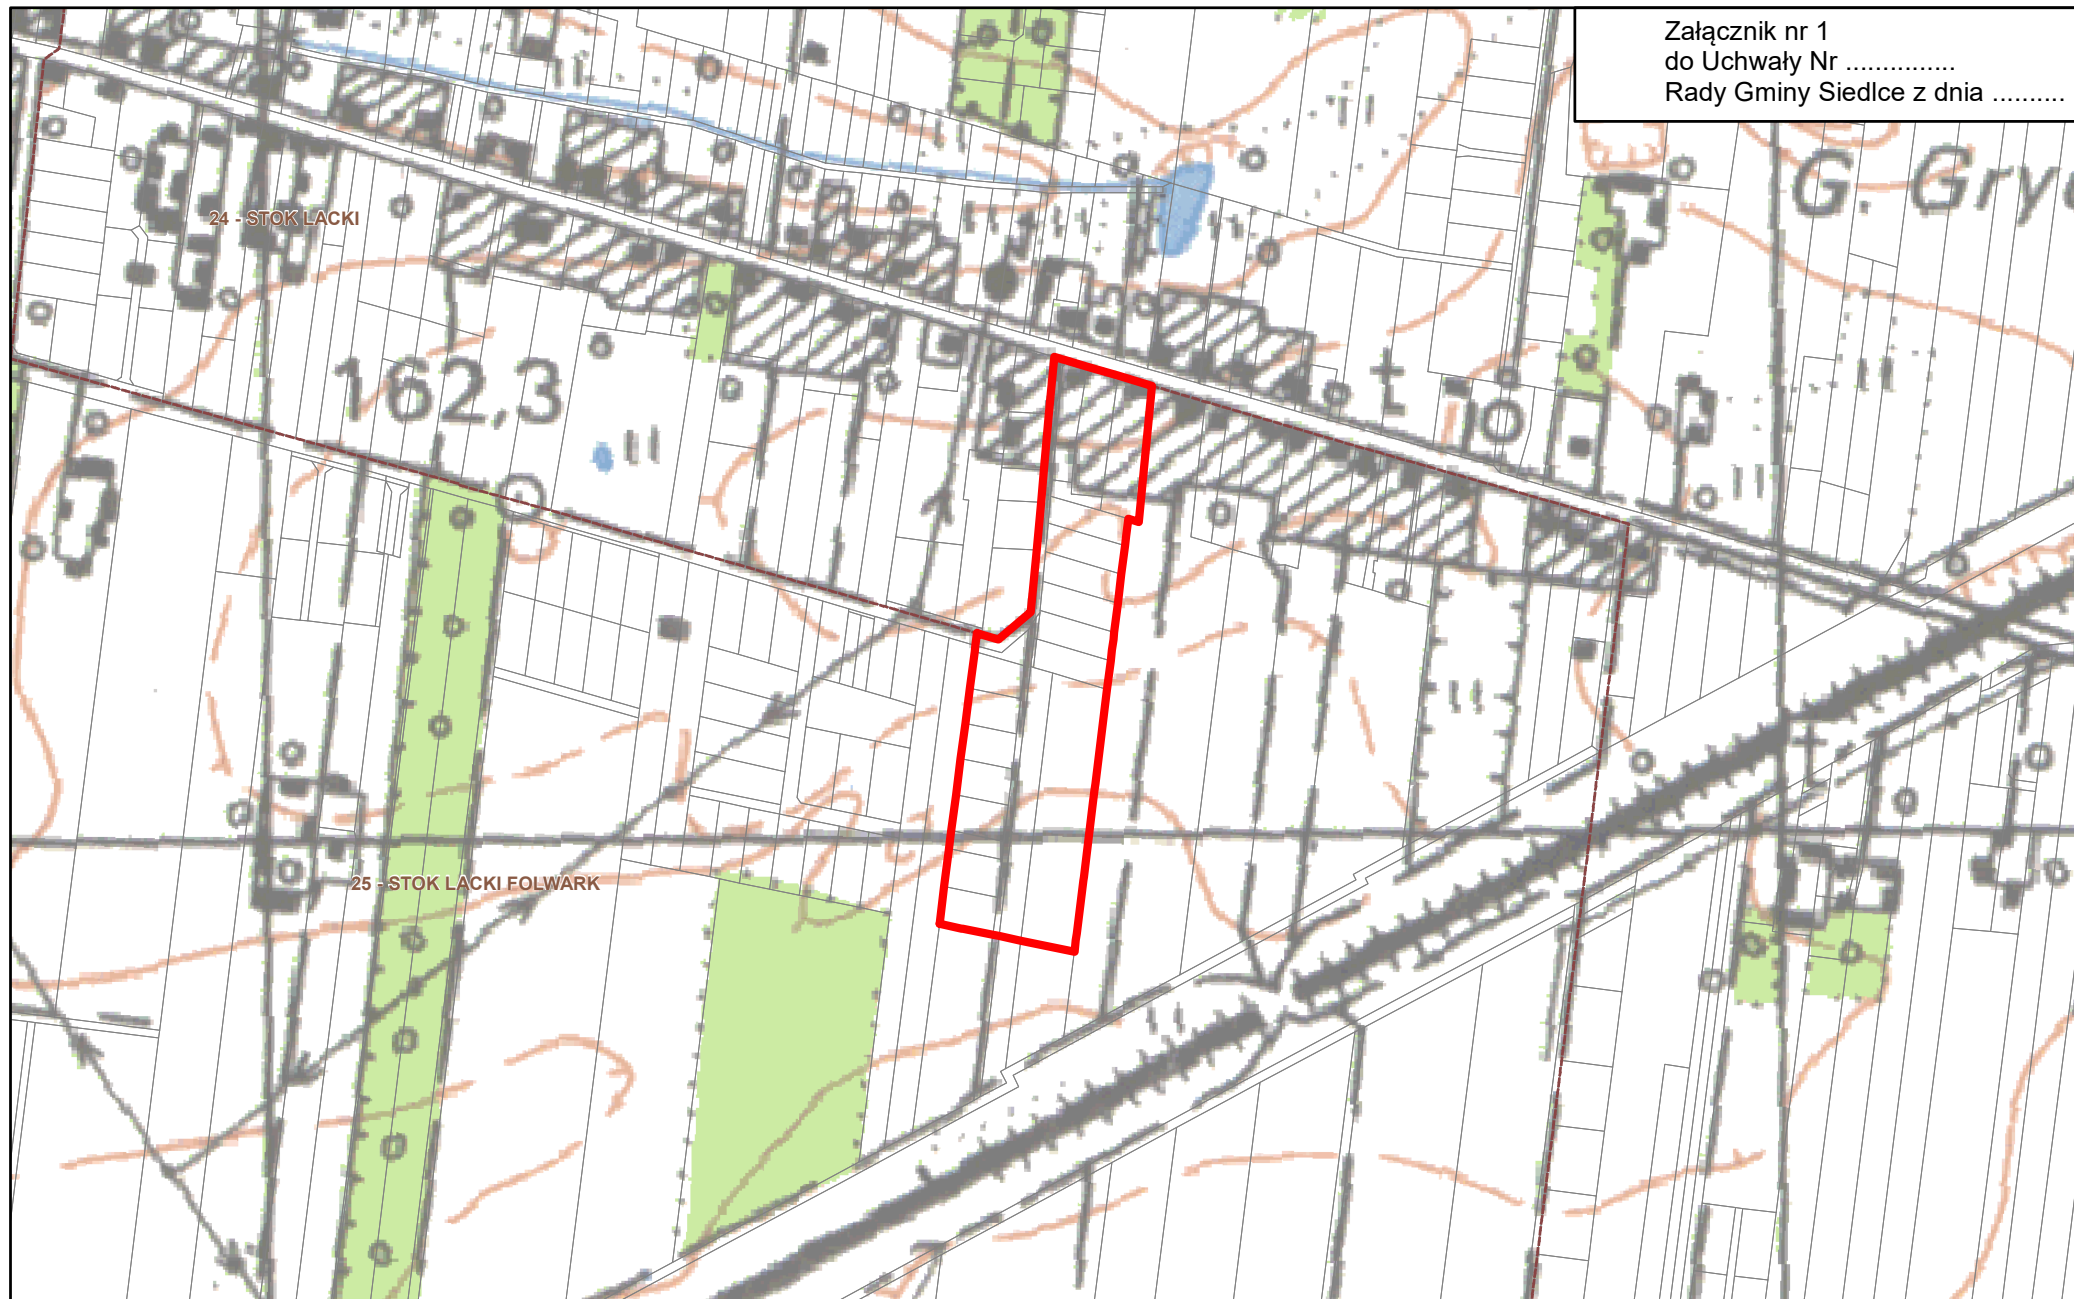 Załącznik nr 1
do Uchwały Nr ...............
Rady Gminy Siedlce z dnia ..........
G. Gry
24 - STOK LACKI
162,3
25 - STOK LACKI FOLWARK